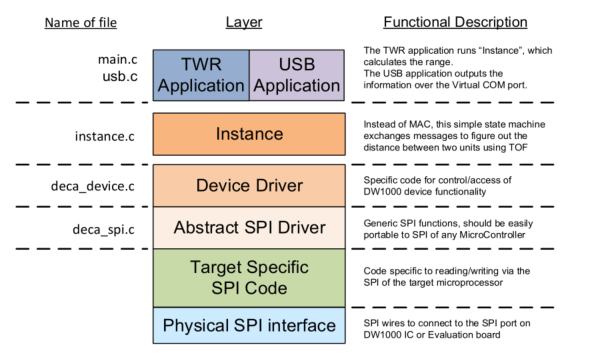 Name of file
Layer
Functional Description
main.c
usb.c
TWR
Application
USB
Application
The TWR application runs “Instance”, which
calculates the range.
The USB application outputs the
information over the Virtual COM port.
instance.c
Instance
Instead of MAC, this simple state machine
exchanges messages to figure out the
distance between two units using TOF
deca_device.c
Device Driver
Specific code for control/access of
DW1000 device functionality
deca_spi.c
Abstract SPI Driver
Generic SPI functions, should be easily
portable to SPI of any MicroController
Target Specific
SPI Code
Code specific to reading/writing via the
SPI of the target microprocessor
Physical SPI interface
SPI wires to connect to the SPI port on
DW1000 IC or Evaluation board